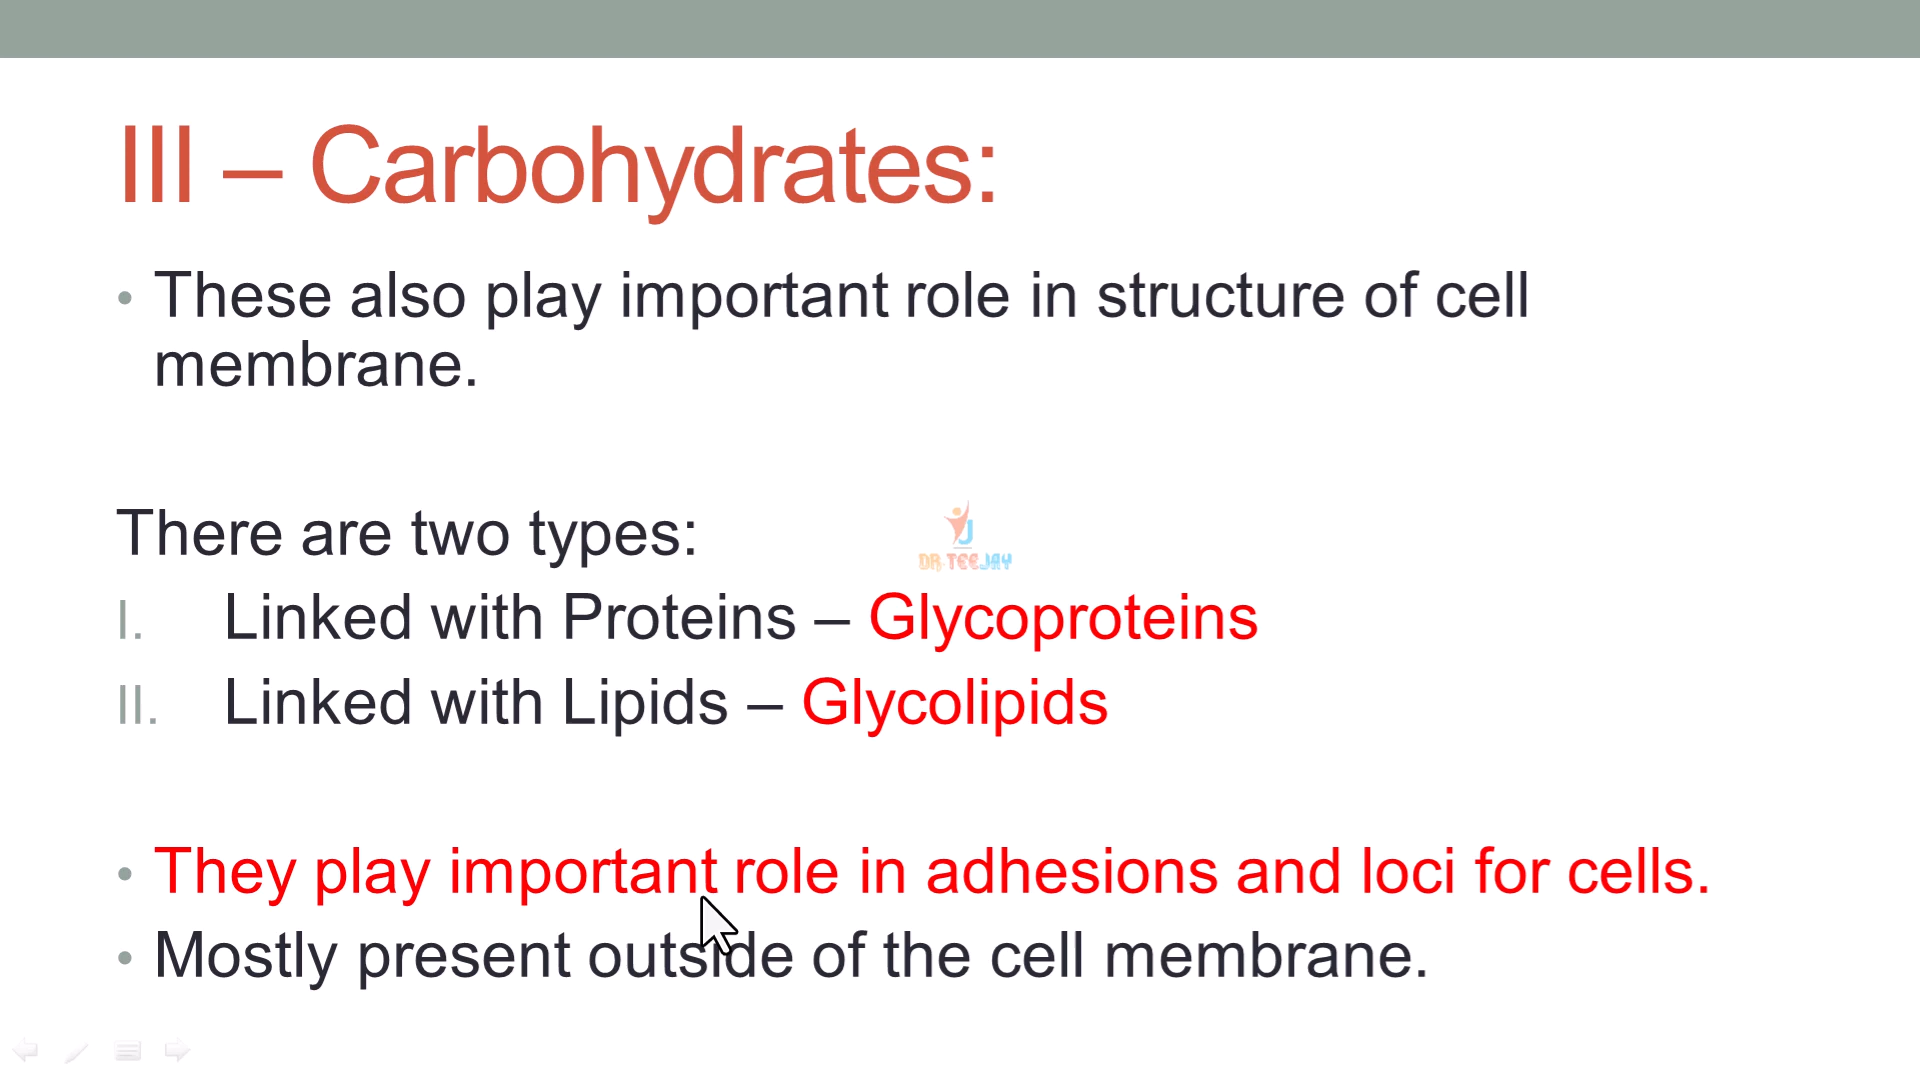 III – Carbohydrates:
• These also play important role in structure of cell
membrane.
There are two types:
J
DR-TEEJAY
I. Linked with Proteins – Glycoproteins
II. Linked with Lipids – Glycolipids
• They play important role in adhesions and loci for cells.
• Mostly present outside of the cell membrane.